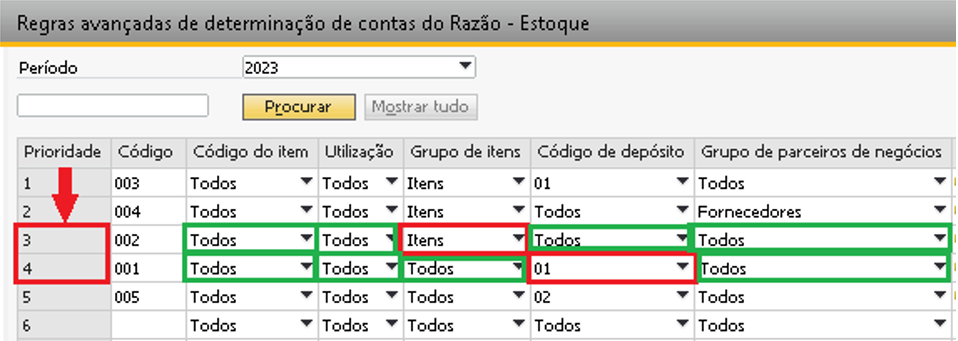 Regras avançadas de determinação de contas do Razão - Estoque
Período 2023
Procurar Mostrar tudo
Prioridade Código Código do item Utilização Grupo de itens Código de depósito Grupo de parceiros de negócios
1 003 Todos Todos Itens 01 Todos
2 004 Todos Todos Itens Todos Fornecedores
3 002 Todos Todos Itens Todos Todos
4 001 Todos Todos Todos 01 Todos
5 005 Todos Todos Todos 02 Todos
6 Todos Todos Todos Todos Todos